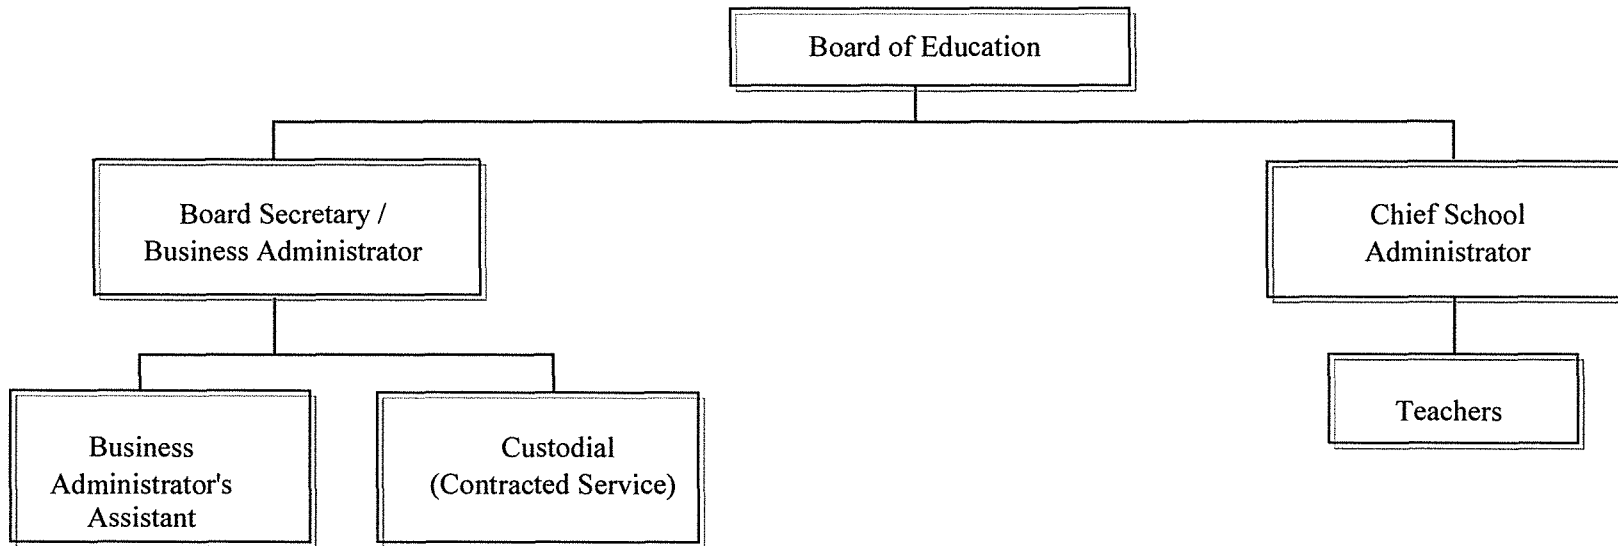 Board of Education
Board Secretary /
Business Administrator
Chief School
Administrator
Business
Administrator's
Assistant
Custodial
(Contracted Service)
Teachers